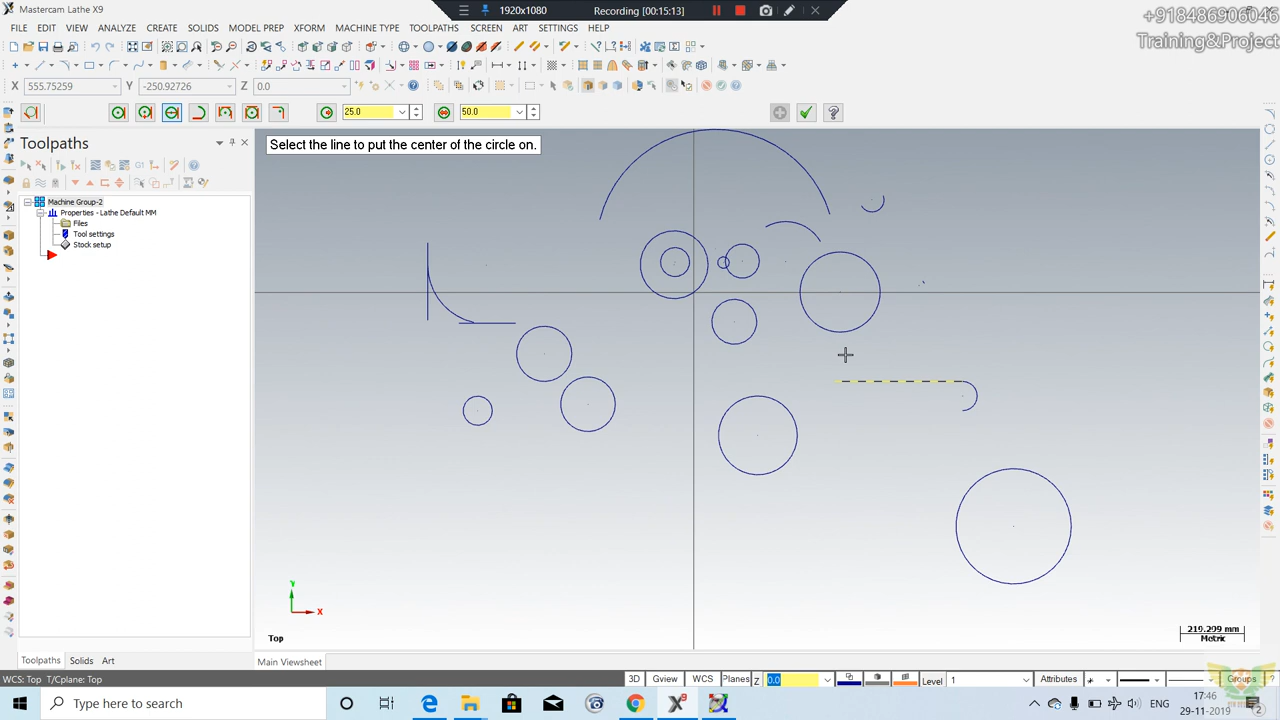 Mastercam Lathe X9
1920x1080
Recording [00:15:13]
+918486906046
Training&Project
FILE EDIT VIEW ANALYZE CREATE SOLIDS MODEL PREP XFORM MACHINE TYPE TOOLPATHS SCREEN ART SETTINGS HELP
X 555.75259 Y -250.92726 Z 0.0
25.0 50.0
Toolpaths
Select the line to put the center of the circle on.
G1
Machine Group-2
Properties - Lathe Default MM
Files
Tool settings
Stock setup
Y
X
Top
219.299 mm
Metric
Toolpaths Solids Art
Main Viewsheet
WCS: Top T/Cplane: Top
3D Gview WCS Planes Z 0.0 Level 1 Attributes Groups ?
Type here to search
17:46
29-11-2019
2